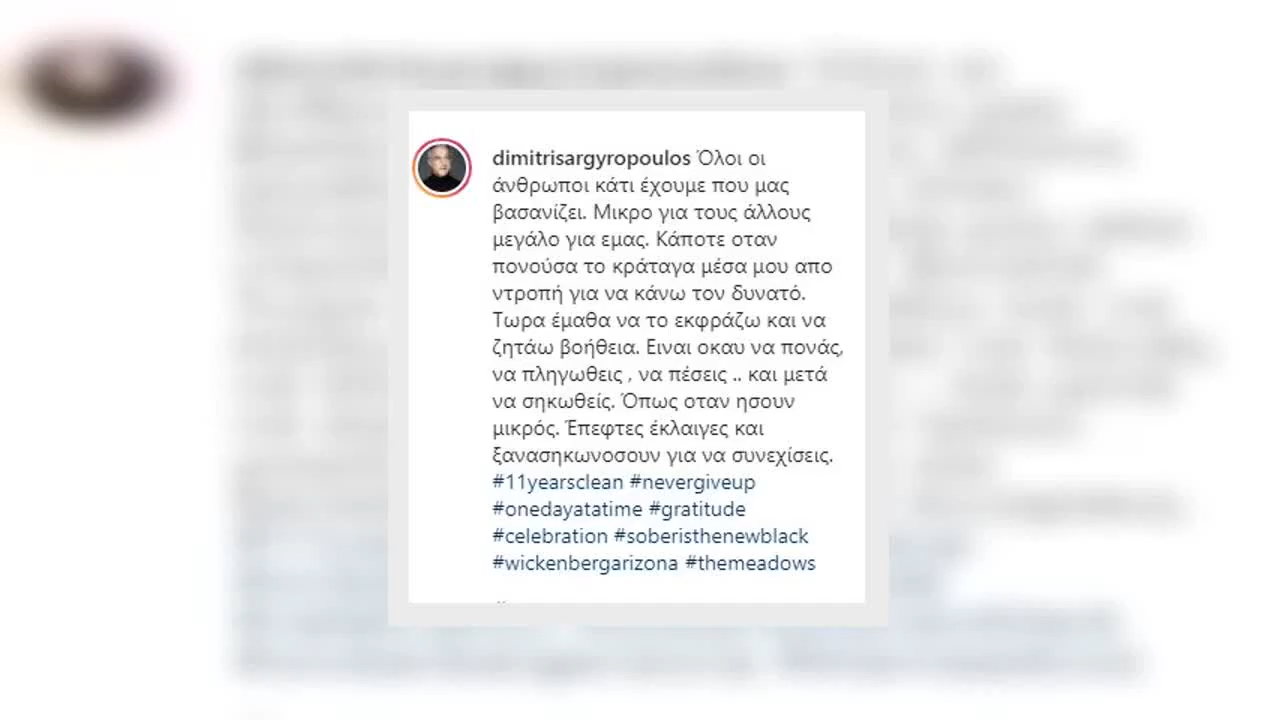 dimitrisargyropoulos Όλοι οι
άνθρωποι κάτι έχουμε που μας
βασανίζει. Μικρο για τους άλλους
μεγάλο για εμας. Κάποτε οταν
πονούσα το κράταγα μέσα μου απο
ντροπή για να κάνω τον δυνατό.
Τωρα έμαθα να το εκφράζω και να
ζητάω βοήθεια. Ειναι οκαυ να πονάς,
να πληγωθεις , να πέσεις .. και μετά
να σηκωθείς. Όπως οταν ησουν
μικρός. Έπεφτες έκλαιγες και
ξανασηκωνοσουν για να συνεχίσεις.
#11yearsclean #nevergiveup
#onedayatatime #gratitude
#celebration #soberisthenewblack
#wickenbergarizona #themeadows